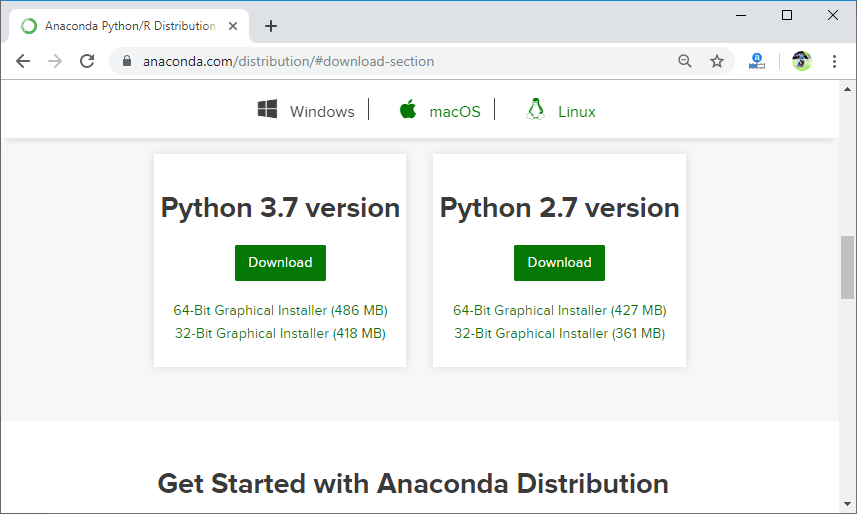 Anaconda Python/R Distribution
anaconda.com/distribution/#download-section
Windows macOS Linux
Python 3.7 version
Download
64-Bit Graphical Installer (486 MB)
32-Bit Graphical Installer (418 MB)
Python 2.7 version
Download
64-Bit Graphical Installer (427 MB)
32-Bit Graphical Installer (361 MB)
Get Started with Anaconda Distribution